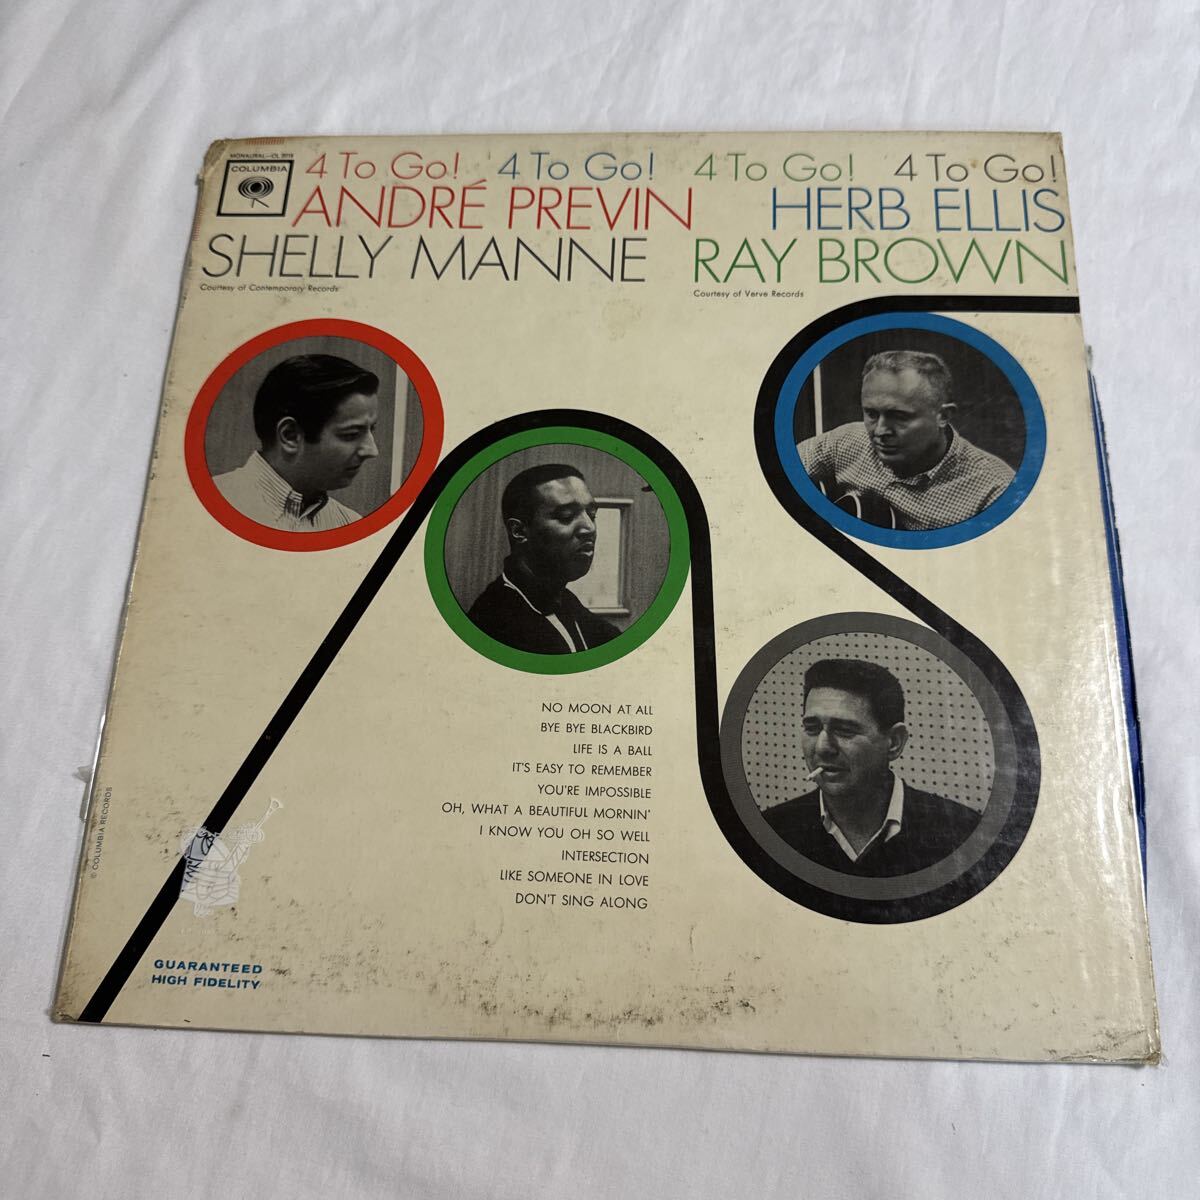 MONAURAL—CL 2018
COLUMBIA
4 To Go! 4 To Go! 4 To Go! 4 To Go!
ANDRÉ PREVIN HERB ELLIS
SHELLY MANNE RAY BROWN
Courtesy of Contemporary Records
Courtesy of Verve Records
NO MOON AT ALL
BYE BYE BLACKBIRD
LIFE IS A BALL
IT'S EASY TO REMEMBER
YOU'RE IMPOSSIBLE
OH, WHAT A BEAUTIFUL MORNIN'
I KNOW YOU OH SO WELL
INTERSECTION
LIKE SOMEONE IN LOVE
DON'T SING ALONG
© COLUMBIA RECORDS
GUARANTEED
HIGH FIDELITY